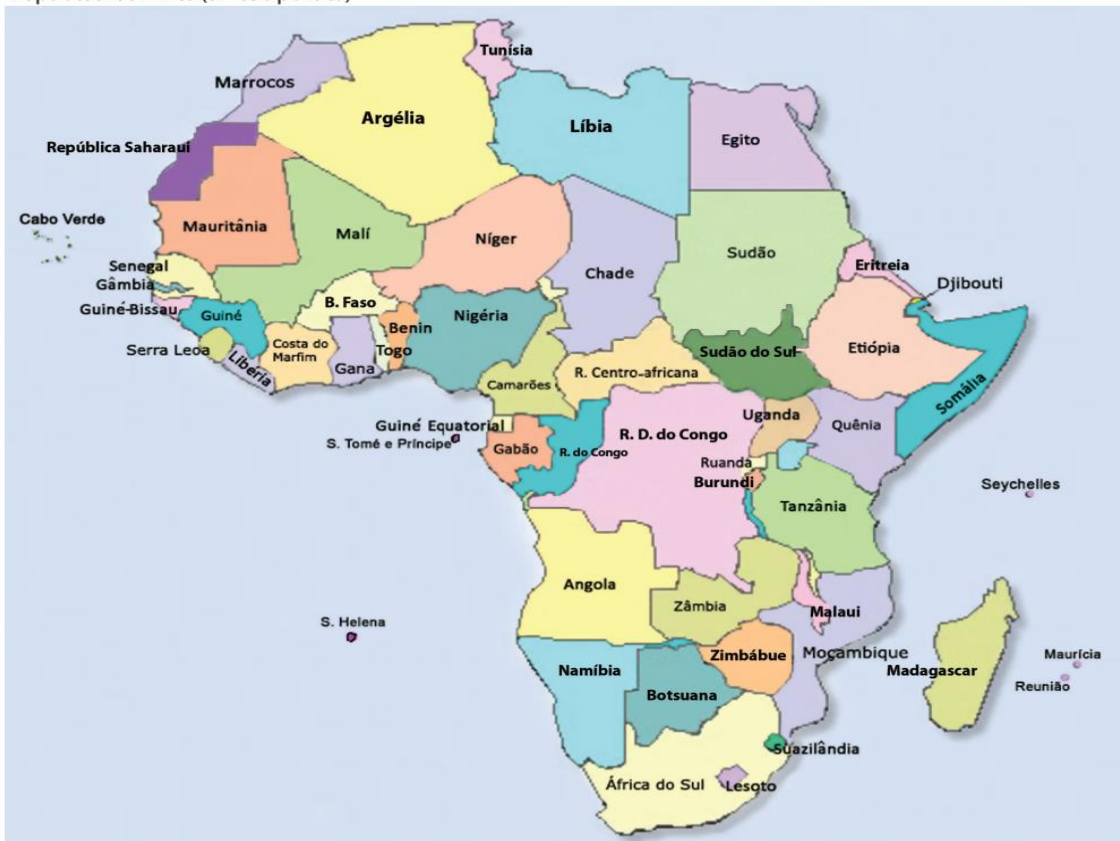 Tunísia
Marrocos
Argélia
Líbia
Egito
República Saharaui
Cabo Verde
Mauritânia
Malí
Níger
Chade
Sudão
Eritreia
Djibouti
Senegal
Gâmbia
Guiné-Bissau
Guiné
B. Faso
Benin
Nigéria
Serra Leoa
Libéria
Costa do
Marfim
Gana
Togo
Camarões
R. Centro-africana
Sudão do Sul
Etiópia
Somália
Guiné Equatorial
S. Tomé e Príncipe
Gabão
R. do Congo
R. D. do Congo
Uganda
Quênia
Ruanda
Burundi
Tanzânia
Seychelles
Angola
Zâmbia
Malaui
S. Helena
Moçambique
Namíbia
Botsuana
Zimbábue
Madagascar
Maurícia
Reunião
Suazilândia
África do Sul
Lesoto